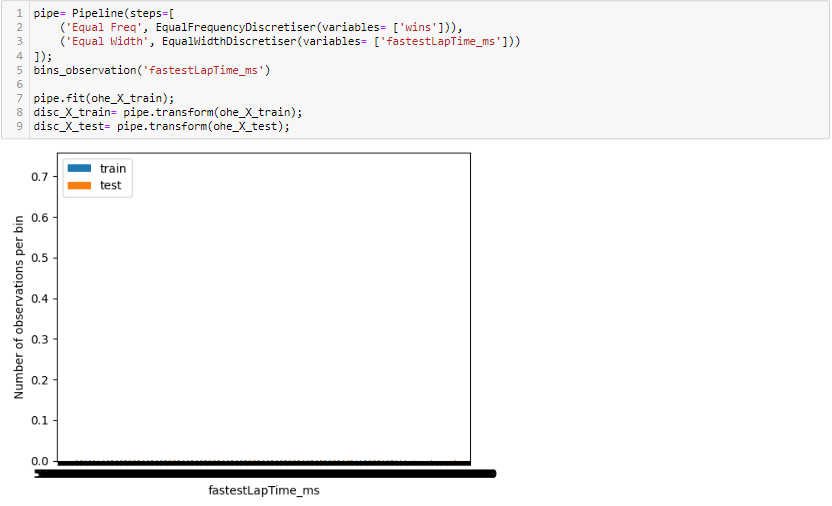 1 pipe= Pipeline(steps=[
2     ('Equal Freq', EqualFrequencyDiscretiser(variables= ['wins'])),
3     ('Equal Width', EqualWidthDiscretiser(variables= ['fastestLapTime_ms']))
4 ]);
5 bins_observation('fastestLapTime_ms')
6
7 pipe.fit(ohe_X_train);
8 disc_X_train= pipe.transform(ohe_X_train);
9 disc_X_test= pipe.transform(ohe_X_test);
train
test
Number of observations per bin
0.7
0.6
0.5
0.4
0.3
0.2
0.1
0.0
fastestLapTime_ms